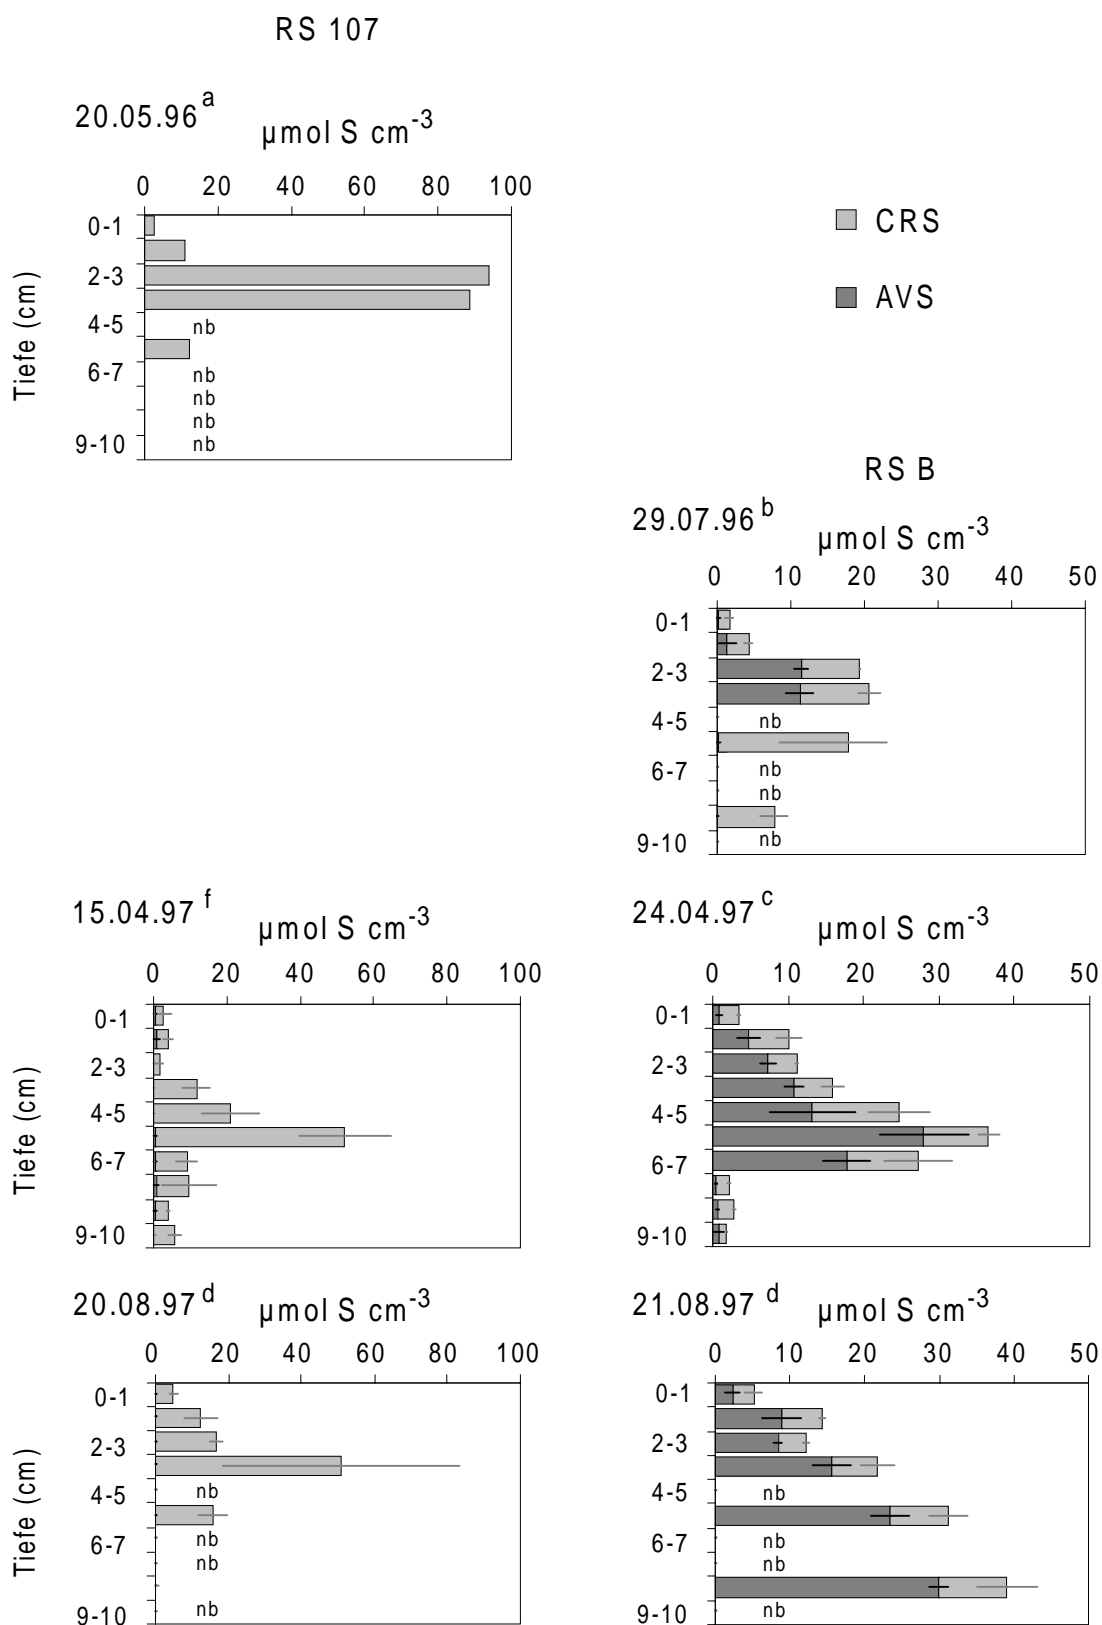 RS 107
20.05.96 a
µmol S cm-3
0 20 40 60 80 100
Tiefe (cm)
0-1
2-3
4-5
6-7
9-10
nb
nb
nb
nb
nb
CRS
AVS
RS B
29.07.96 b
µmol S cm-3
0 10 20 30 40 50
0-1
2-3
4-5
6-7
9-10
nb
nb
nb
nb
15.04.97 f
µmol S cm-3
0 20 40 60 80 100
Tiefe (cm)
0-1
2-3
4-5
6-7
9-10
24.04.97 c
µmol S cm-3
0 10 20 30 40 50
0-1
2-3
4-5
6-7
9-10
20.08.97 d
µmol S cm-3
0 20 40 60 80 100
Tiefe (cm)
0-1
2-3
4-5
6-7
9-10
nb
nb
nb
nb
21.08.97 d
µmol S cm-3
0 10 20 30 40 50
0-1
2-3
4-5
6-7
9-10
nb
nb
nb
nb